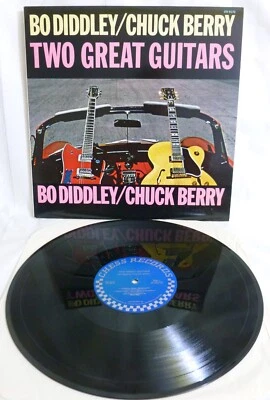 BO DIDDLEY/CHUCK BERRY
TWO GREAT GUITARS
BO DIDDLEY/CHUCK BERRY
CHESS RECORDS